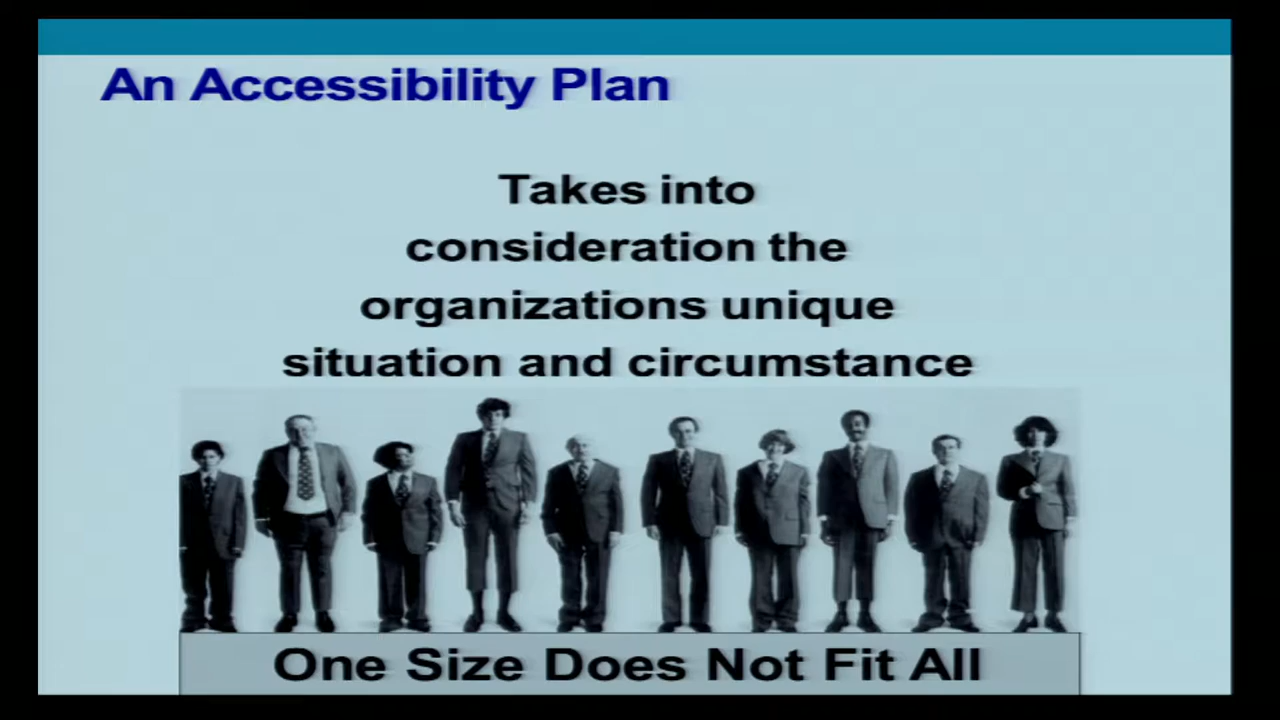 An Accessibility Plan
Takes into
consideration the
organizations unique
situation and circumstance
One Size Does Not Fit All